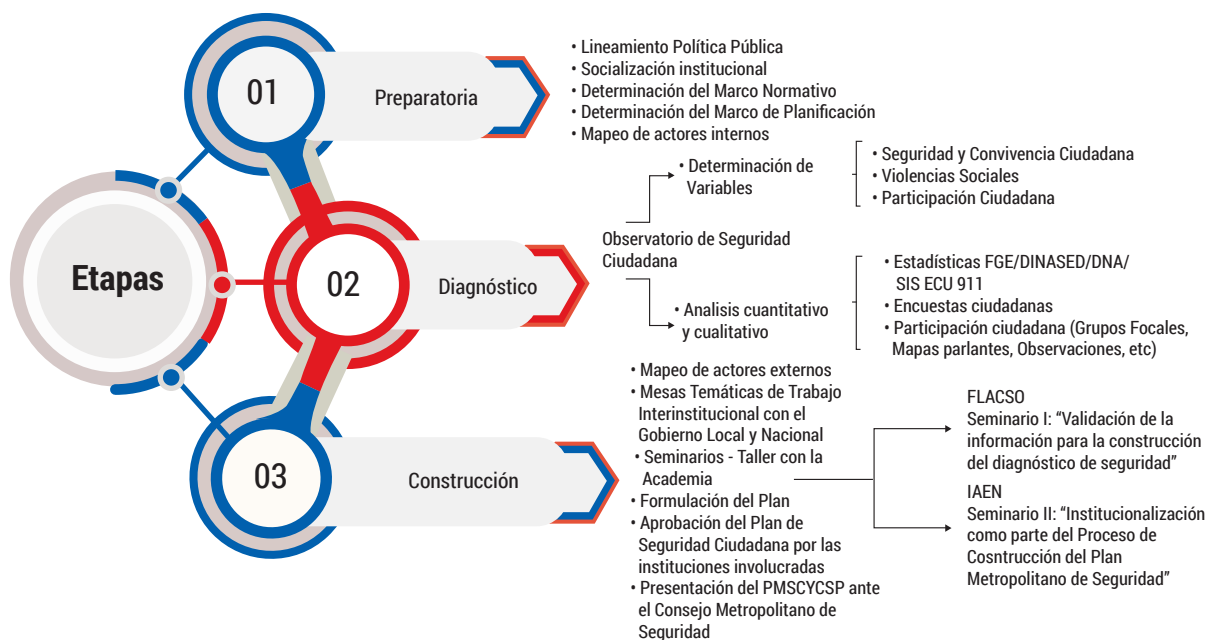 Etapas
01
Preparatoria
• Lineamiento Política Pública
• Socialización institucional
• Determinación del Marco Normativo
• Determinación del Marco de Planificación
• Mapeo de actores internos
02
Diagnóstico
Observatorio de Seguridad
Ciudadana
• Determinación de
Variables
• Seguridad y Convivencia Ciudadana
• Violencias Sociales
• Participación Ciudadana
• Analisis cuantitativo
y cualitativo
• Estadísticas FGE/DINASED/DNA/
SIS ECU 911
• Encuestas ciudadanas
• Participación ciudadana (Grupos Focales,
Mapas parlantes, Observaciones, etc)
03
Construcción
• Mapeo de actores externos
• Mesas Temáticas de Trabajo
Interinstitucional con el
Gobierno Local y Nacional
• Seminarios - Taller con la
Academia
• Formulación del Plan
• Aprobación del Plan de
Seguridad Ciudadana por las
instituciones involucradas
• Presentación del PMSCYCSP ante
el Consejo Metropolitano de
Seguridad
FLACSO
Seminario I: “Validación de la
información para la construcción
del diagnóstico de seguridad”
IAEN
Seminario II: “Institucionalización
como parte del Proceso de
Cosntrucción del Plan
Metropolitano de Seguridad”